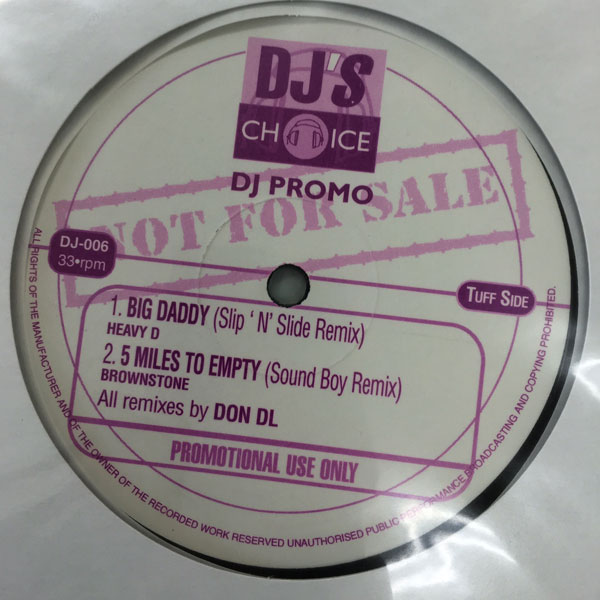 DJ'S
CHOICE
DJ PROMO
NOT FOR SALE
DJ-006
33•rpm
TUFF SIDE
1. BIG DADDY (Slip ' N' Slide Remix)
HEAVY D
2. 5 MILES TO EMPTY (Sound Boy Remix)
BROWNSTONE
All remixes by DON DL
PROMOTIONAL USE ONLY
ALL RIGHTS OF THE MANUFACTURER AND OF THE OWNER OF THE RECORDED WORK RESERVED UNAUTHORISED PUBLIC PERFORMANCE BROADCASTING AND COPYING PROHIBITED.